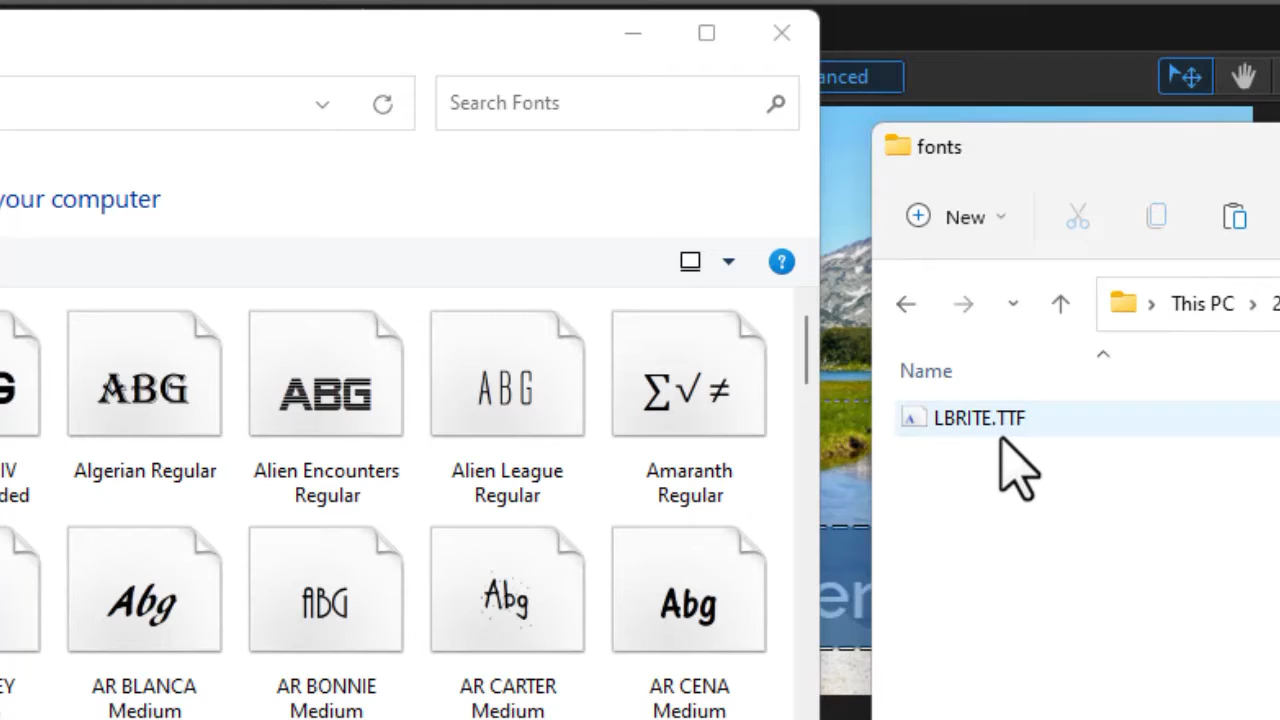 Search Fonts
your computer
?
G
ABG
ABG
ABG
∑√≠
IV
ded
Algerian Regular
Alien Encounters
Regular
Alien League
Regular
Amaranth
Regular
Abg
ABG
Abg
Abg
EY
AR BLANCA
Medium
AR BONNIE
Medium
AR CARTER
Medium
AR CENA
Medium
anced
er
fonts
New
This PC
2
Name
A
LBRITE.TTF